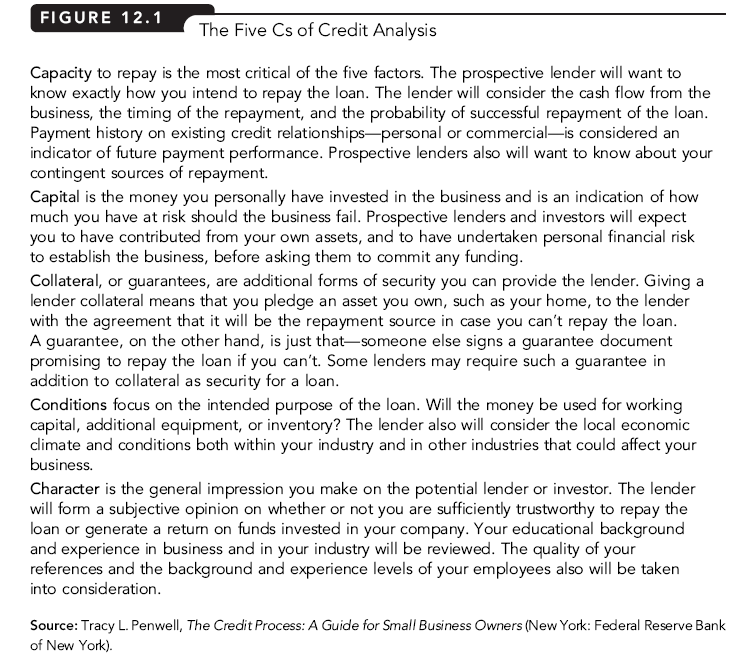 FIGURE 12.1
The Five Cs of Credit Analysis
Capacity to repay is the most critical of the five factors. The prospective lender will want to
know exactly how you intend to repay the loan. The lender will consider the cash flow from the
business, the timing of the repayment, and the probability of successful repayment of the loan.
Payment history on existing credit relationships—personal or commercial—is considered an
indicator of future payment performance. Prospective lenders also will want to know about your
contingent sources of repayment.
Capital is the money you personally have invested in the business and is an indication of how
much you have at risk should the business fail. Prospective lenders and investors will expect
you to have contributed from your own assets, and to have undertaken personal financial risk
to establish the business, before asking them to commit any funding.
Collateral, or guarantees, are additional forms of security you can provide the lender. Giving a
lender collateral means that you pledge an asset you own, such as your home, to the lender
with the agreement that it will be the repayment source in case you can't repay the loan.
A guarantee, on the other hand, is just that—someone else signs a guarantee document
promising to repay the loan if you can't. Some lenders may require such a guarantee in
addition to collateral as security for a loan.
Conditions focus on the intended purpose of the loan. Will the money be used for working
capital, additional equipment, or inventory? The lender also will consider the local economic
climate and conditions both within your industry and in other industries that could affect your
business.
Character is the general impression you make on the potential lender or investor. The lender
will form a subjective opinion on whether or not you are sufficiently trustworthy to repay the
loan or generate a return on funds invested in your company. Your educational background
and experience in business and in your industry will be reviewed. The quality of your
references and the background and experience levels of your employees also will be taken
into consideration.
Source: Tracy L. Penwell, The Credit Process: A Guide for Small Business Owners (New York: Federal Reserve Bank
of New York).